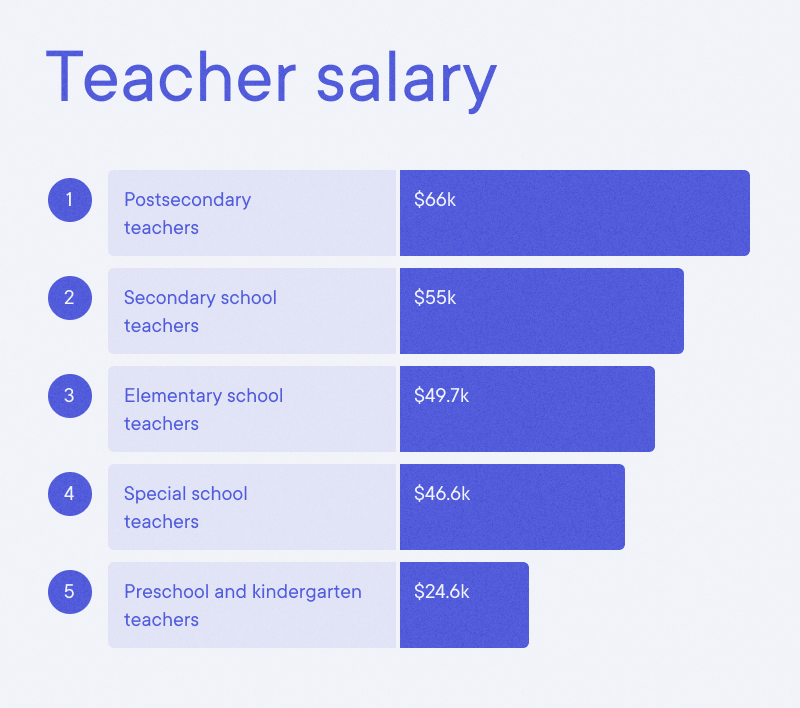 Teacher salary
1
Postsecondary
teachers
$66k
2
Secondary school
teachers
$55k
3
Elementary school
teachers
$49.7k
4
Special school
teachers
$46.6k
5
Preschool and kindergarten
teachers
$24.6k